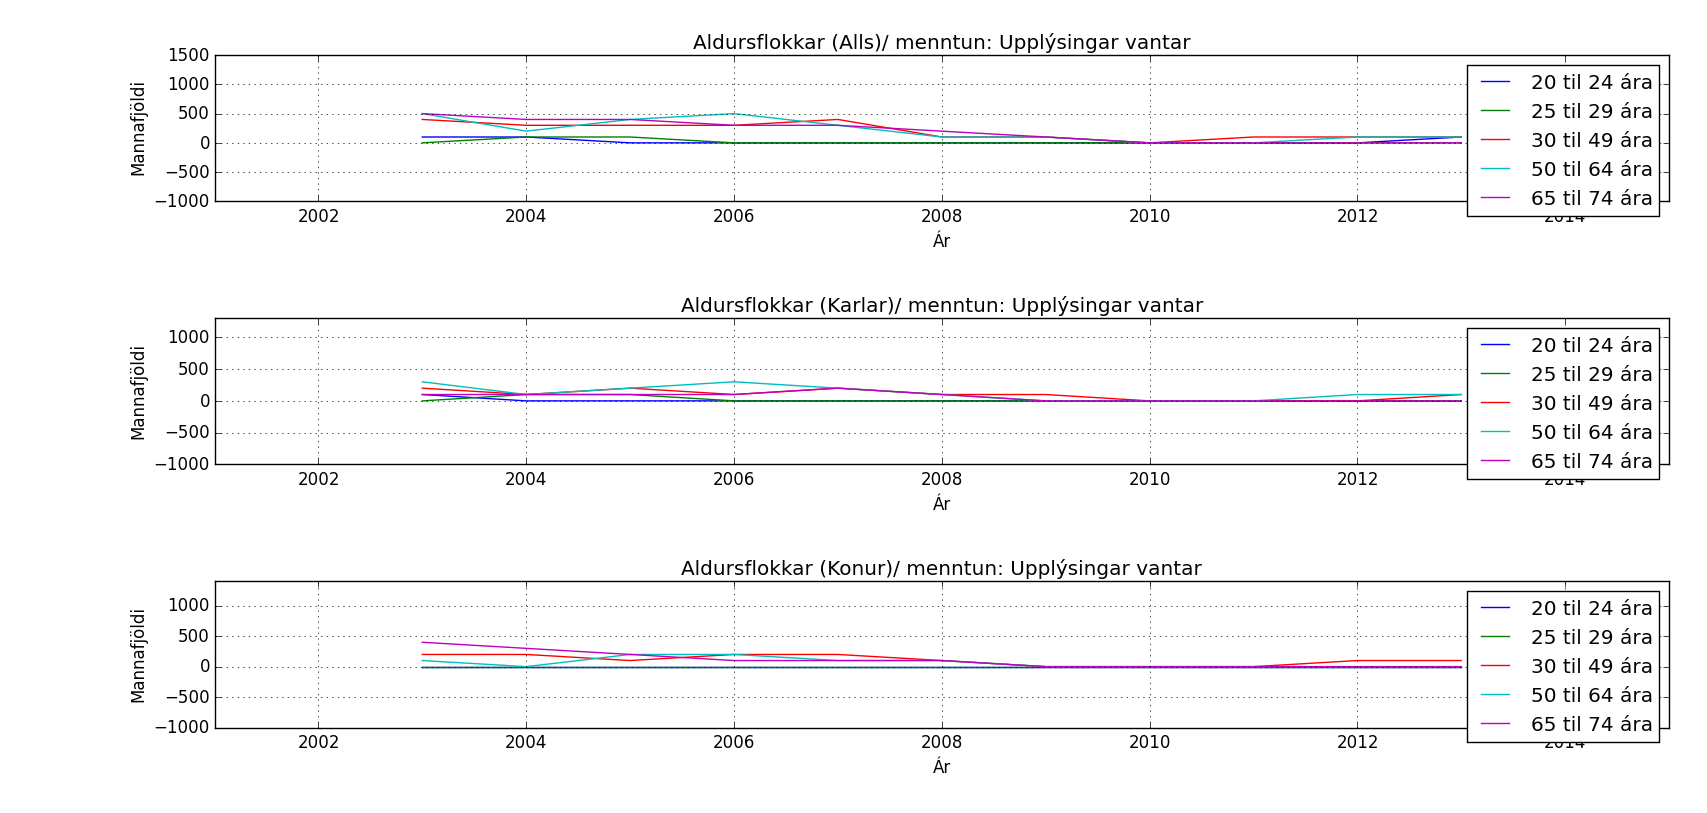 Aldursflokkar (Alls)/ menntun: Upplýsingar vantar
Mannafjöldi
1500
1000
500
0
−500
−1000
2002 2004 2006 2008 2010 2012 2014
Ár
20 til 24 ára
25 til 29 ára
30 til 49 ára
50 til 64 ára
65 til 74 ára
Aldursflokkar (Karlar)/ menntun: Upplýsingar vantar
Mannafjöldi
1000
500
0
−500
−1000
2002 2004 2006 2008 2010 2012 2014
Ár
20 til 24 ára
25 til 29 ára
30 til 49 ára
50 til 64 ára
65 til 74 ára
Aldursflokkar (Konur)/ menntun: Upplýsingar vantar
Mannafjöldi
1000
500
0
−500
−1000
2002 2004 2006 2008 2010 2012 2014
Ár
20 til 24 ára
25 til 29 ára
30 til 49 ára
50 til 64 ára
65 til 74 ára